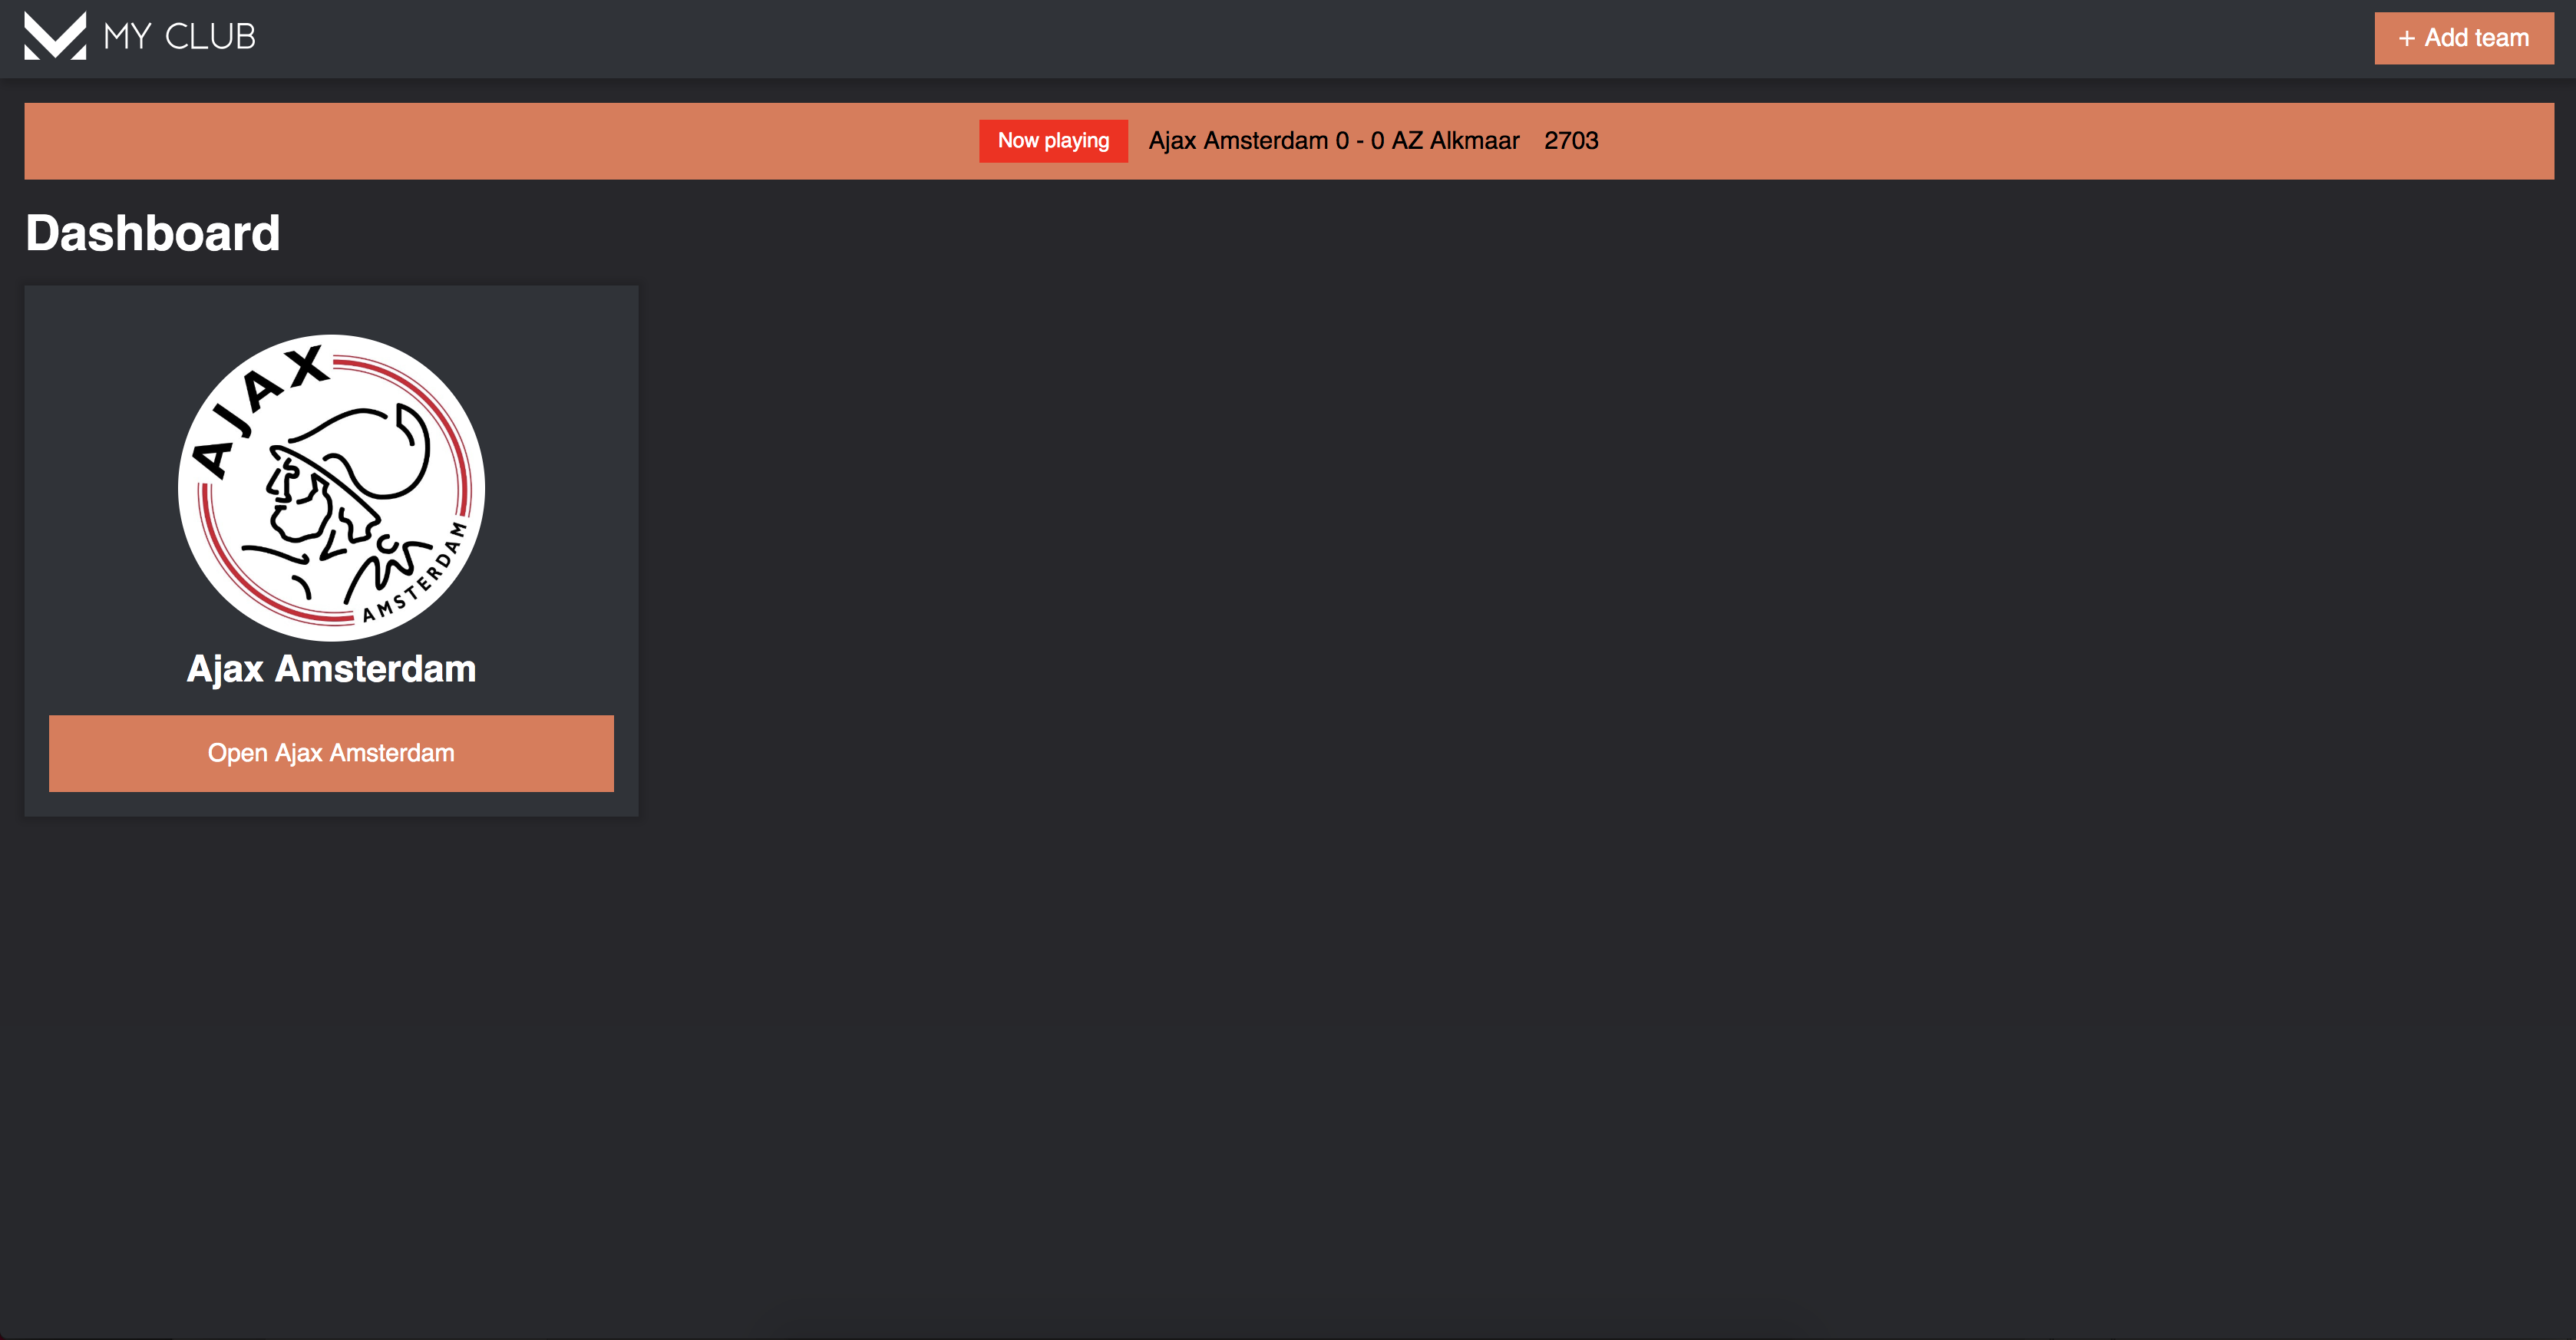 MY CLUB
+ Add team
Now playing Ajax Amsterdam 0 - 0 AZ Alkmaar 2703
Dashboard
AJAX
AMSTERDAM
Ajax Amsterdam
Open Ajax Amsterdam